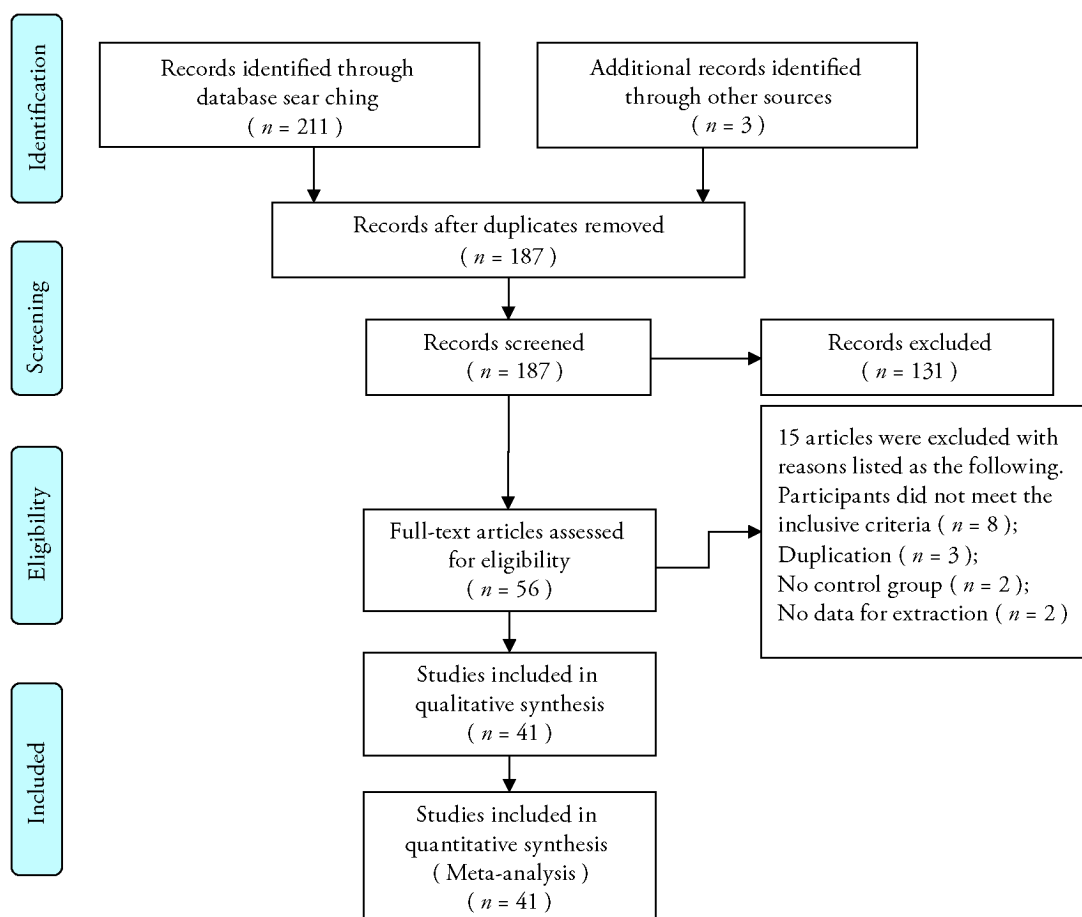 Identification
Records identified through
database sear ching
( n = 211 )
Additional records identified
through other sources
( n = 3 )
Records after duplicates removed
( n = 187 )
Screening
Records screened
( n = 187 )
Records excluded
( n = 131 )
Eligibility
Full-text articles assessed
for eligibility
( n = 56 )
15 articles were excluded with
reasons listed as the following.
Participants did not meet the
inclusive criteria ( n = 8 );
Duplication ( n = 3 );
No control group ( n = 2 );
No data for extraction ( n = 2 )
Included
Studies included in
qualitative synthesis
( n = 41 )
Studies included in
quantitative synthesis
( Meta-analysis )
( n = 41 )